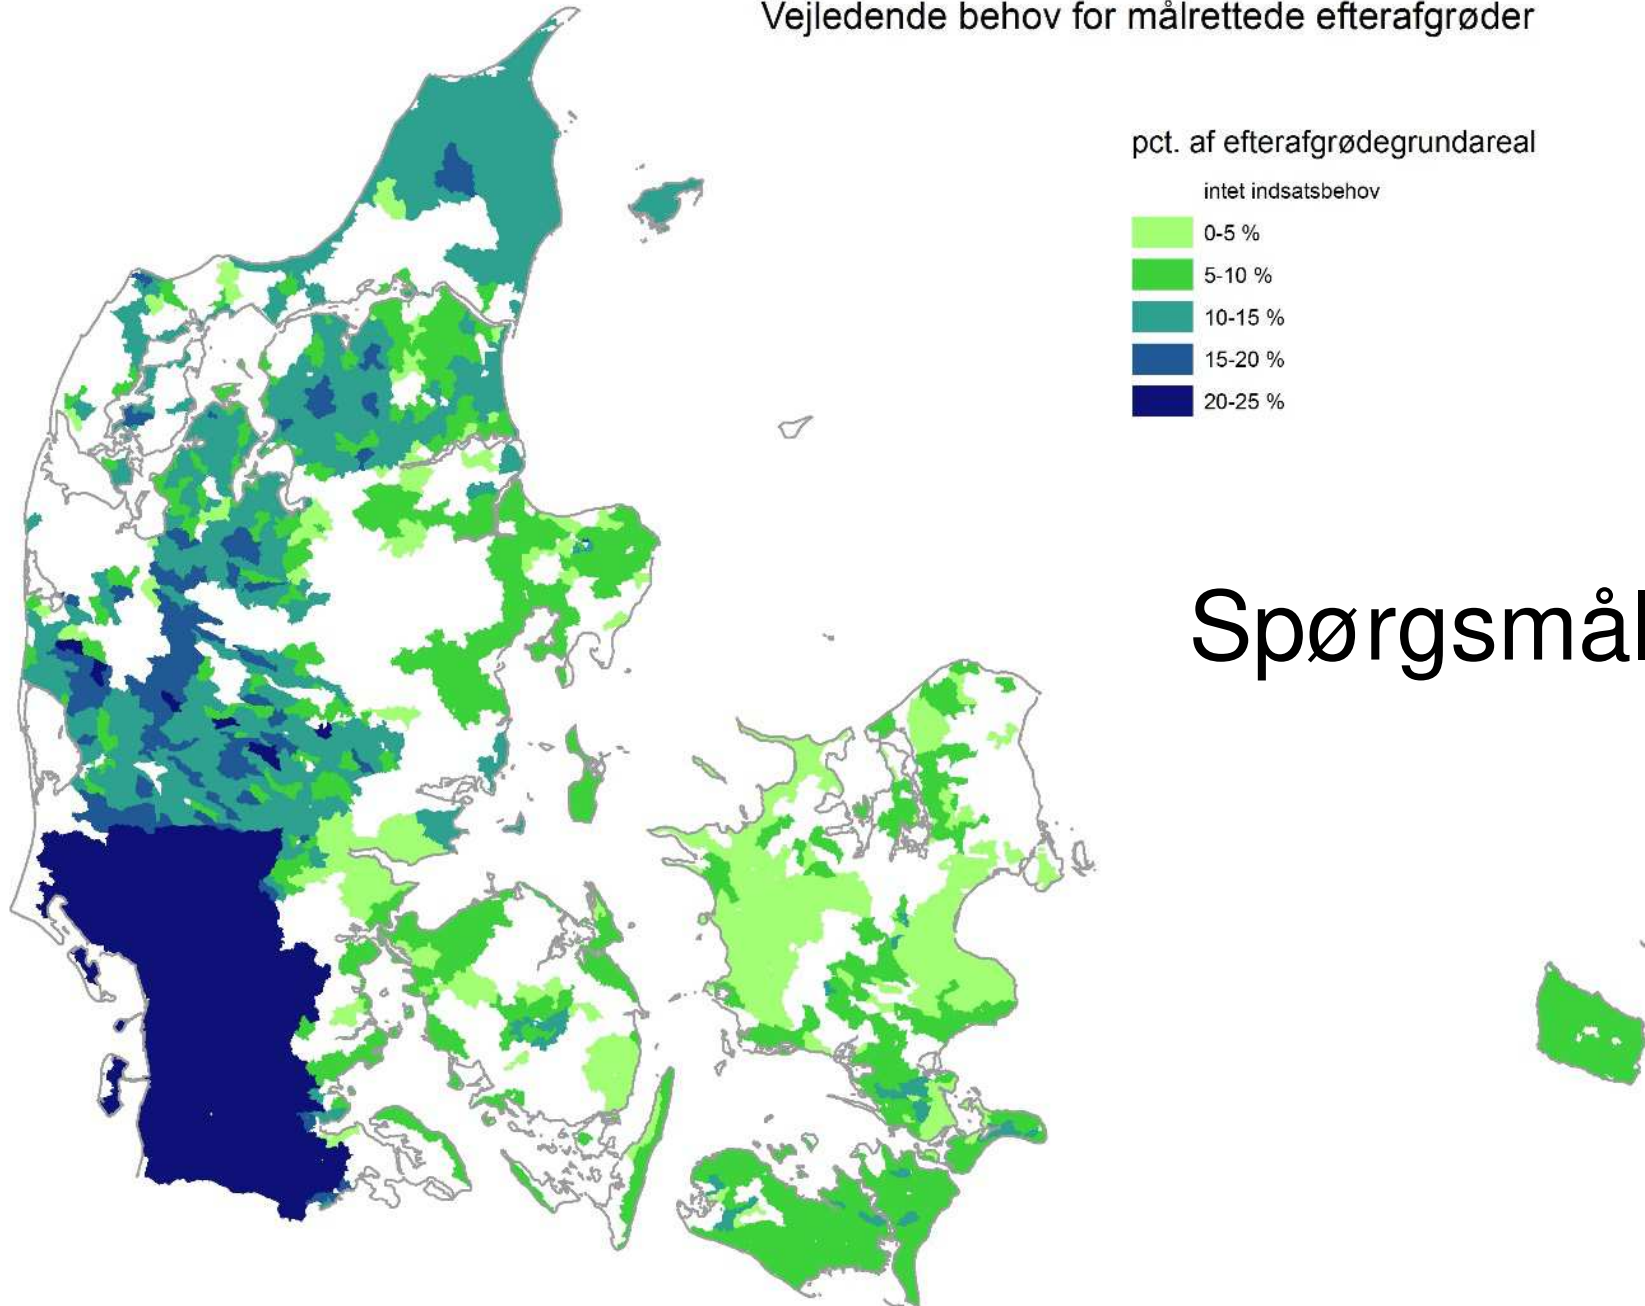 Vejledende behov for målrettede efterafgrøder
pct. af efterafgrødegrundareal
intet indsatsbehov
0-5 %
5-10 %
10-15 %
15-20 %
20-25 %
Spørgsmål